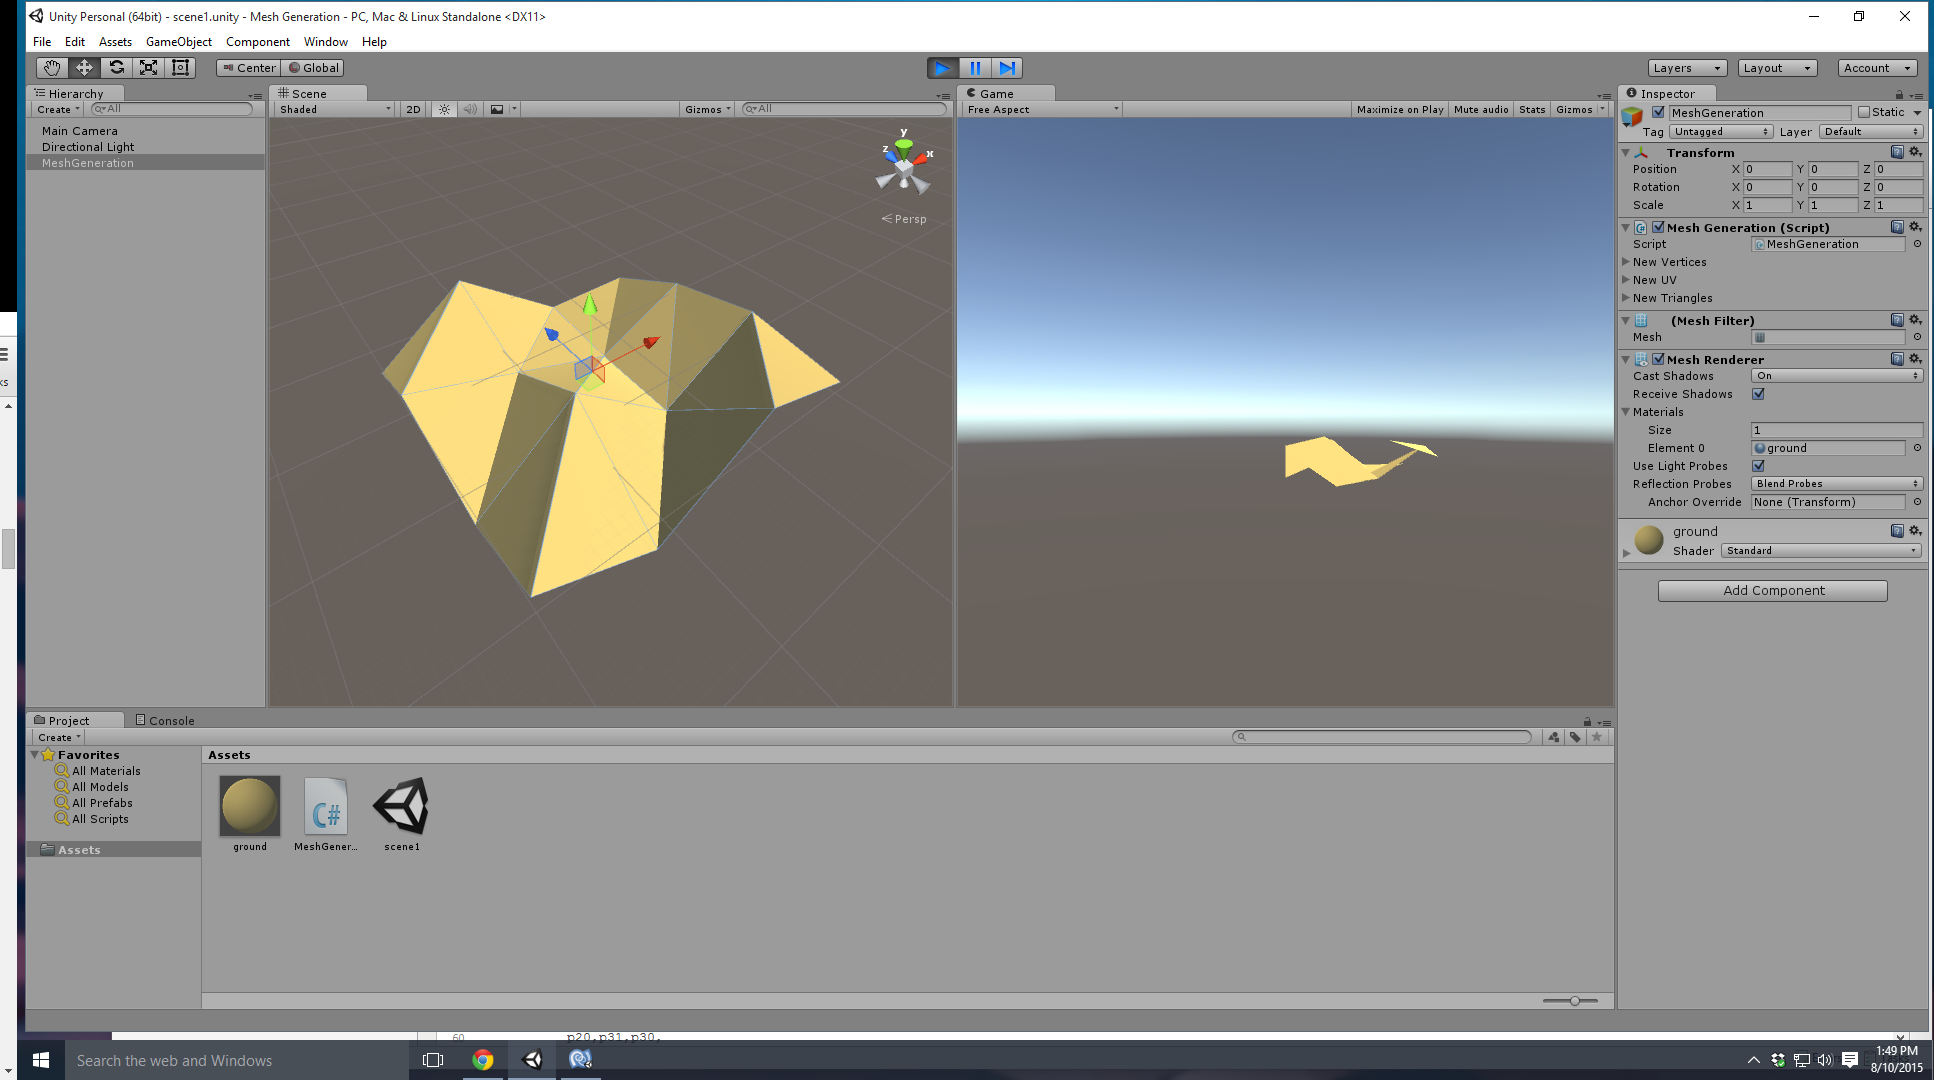 Unity Personal (64bit) - scene1.unity - Mesh Generation - PC, Mac & Linux Standalone <DX11>
File Edit Assets GameObject Component Window Help
Center Global Layers Layout Account
Hierarchy
Create All
Main Camera
Directional Light
MeshGeneration
Scene
Shaded 2D Gizmos All
y
z x
Persp
Game
Free Aspect Maximize on Play Mute audio Stats Gizmos
Inspector
MeshGeneration Static
Tag Untagged Layer Default
Transform
Position X 0 Y 0 Z 0
Rotation X 0 Y 0 Z 0
Scale X 1 Y 1 Z 1
Mesh Generation (Script)
Script MeshGeneration
New Vertices
New UV
New Triangles
(Mesh Filter)
Mesh
Mesh Renderer
Cast Shadows On
Receive Shadows
Materials
Size 1
Element 0 ground
Use Light Probes
Reflection Probes Blend Probes
Anchor Override None (Transform)
ground
Shader Standard
Add Component
Project Console
Create
Favorites
All Materials
All Models
All Prefabs
All Scripts
Assets
Assets
C#
ground MeshGener... scene1
60 p20,p31,p30,
Search the web and Windows
1:49 PM
8/10/2015